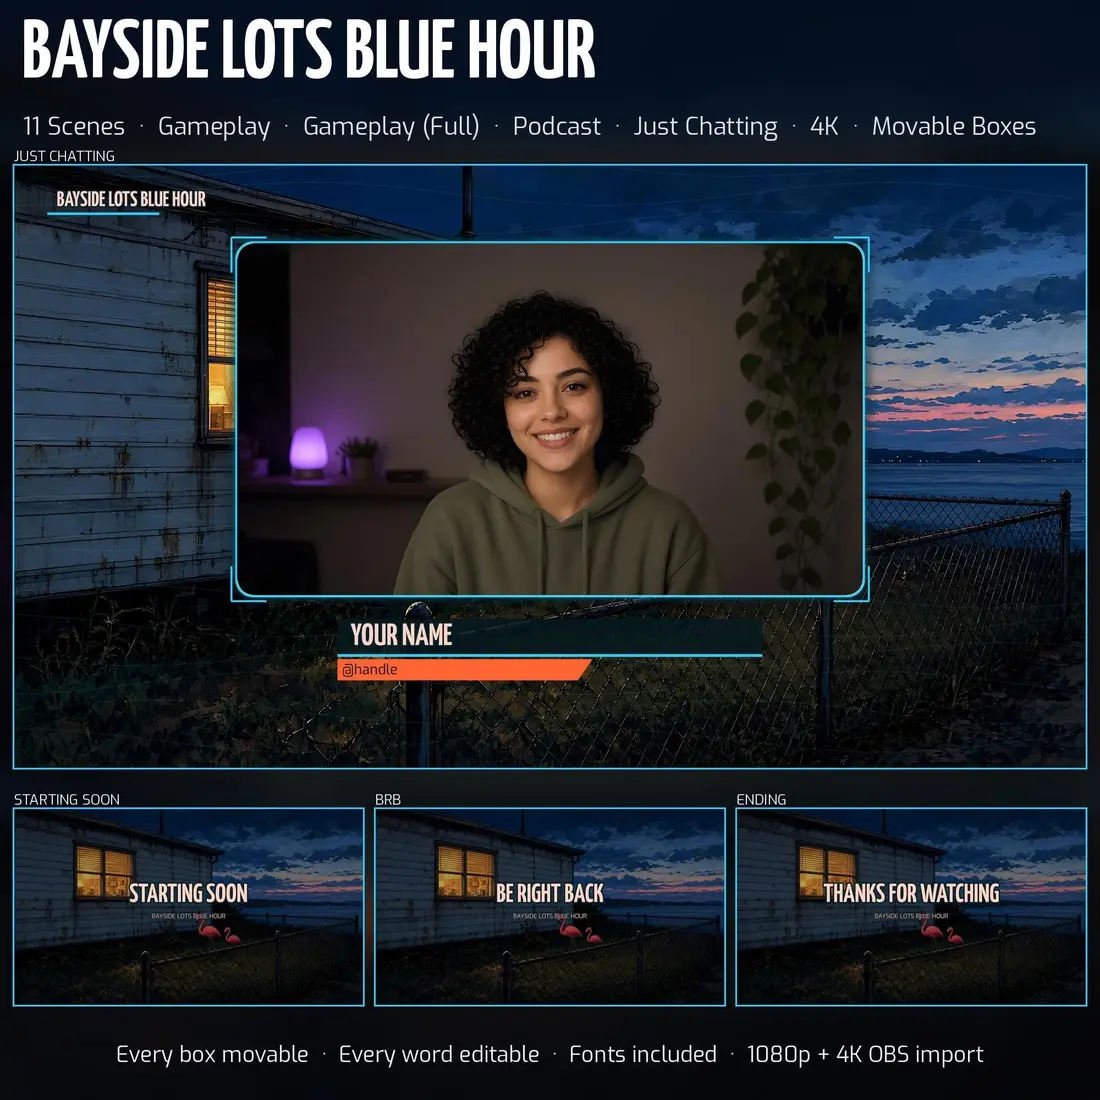 BAYSIDE LOTS BLUE HOUR
11 Scenes · Gameplay · Gameplay (Full) · Podcast · Just Chatting · 4K · Movable Boxes
JUST CHATTING
BAYSIDE LOTS BLUE HOUR
YOUR NAME
@handle
STARTING SOON
STARTING SOON
BAYSIDE LOTS BLUE HOUR
BRB
BE RIGHT BACK
BAYSIDE LOTS BLUE HOUR
ENDING
THANKS FOR WATCHING
BAYSIDE LOTS BLUE HOUR
Every box movable · Every word editable · Fonts included · 1080p + 4K OBS import